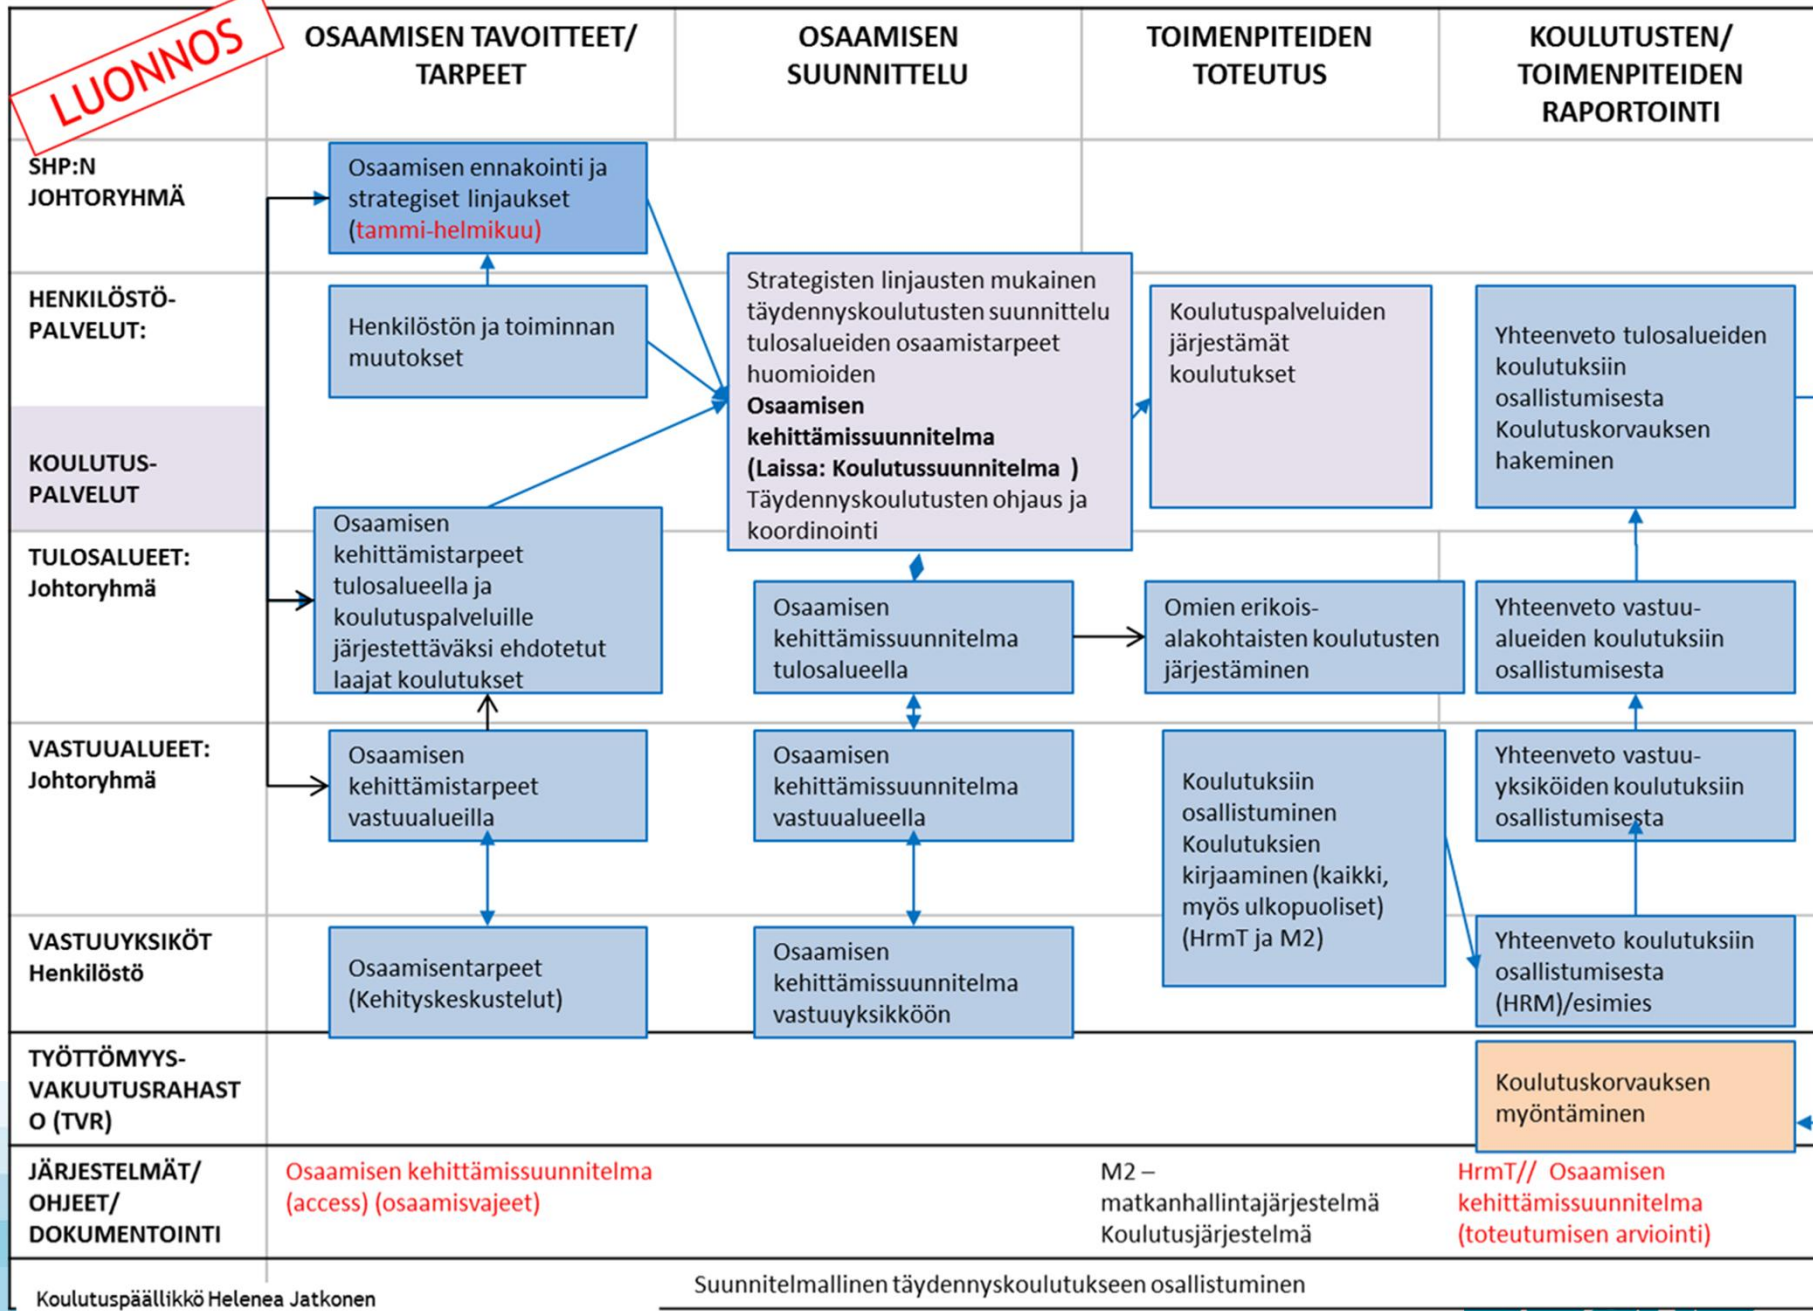 LUONNOS
OSAAMISEN TAVOITTEET/
TARPEET
OSAAMISEN
SUUNNITTELU
TOIMENPITEIDEN
TOTEUTUS
KOULUTUSTEN/
TOIMENPITEIDEN
RAPORTOINTI
SHP:N
JOHTORYHMÄ
Osaamisen ennakointi ja
strategiset linjaukset
(tammi-helmikuu)
HENKILÖSTÖ-
PALVELUT:
Henkilöstön ja toiminnan
muutokset
Strategisten linjausten mukainen
täydennyskoulutusten suunnittelu
tulosalueiden osaamistarpeet
huomioiden
Osaamisen
kehittämissuunnitelma
(Laissa: Koulutussuunnitelma )
Täydennyskoulutusten ohjaus ja
koordinointi
Koulutuspalveluiden
järjestämät
koulutukset
Yhteenveto tulosalueiden
koulutuksiin
osallistumisesta
Koulutuskorvauksen
hakeminen
KOULUTUS-
PALVELUT
TULOSALUEET:
Johtoryhmä
Osaamisen
kehittämistarpeet
tulosalueella ja
koulutuspalveluille
järjestettäväksi ehdotetut
laajat koulutukset
Osaamisen
kehittämissuunnitelma
tulosalueella
Omien erikois-
alakohtaisten koulutusten
järjestäminen
Yhteenveto vastuu-
alueiden koulutuksiin
osallistumisesta
VASTUUALUEET:
Johtoryhmä
Osaamisen
kehittämistarpeet
vastuualueilla
Osaamisen
kehittämissuunnitelma
vastuualueella
Koulutuksiin
osallistuminen
Koulutuksien
kirjaaminen (kaikki,
myös ulkopuoliset)
(HrmT ja M2)
Yhteenveto vastuu-
yksiköiden koulutuksiin
osallistumisesta
VASTUUYKSIKÖT
Henkilöstö
Osaamisentarpeet
(Kehityskeskustelut)
Osaamisen
kehittämissuunnitelma
vastuuyksikköön
Yhteenveto koulutuksiin
osallistumisesta
(HRM)/esimies
TYÖTTÖMYYS-
VAKUUTUSRAHAST
O (TVR)
Koulutuskorvauksen
myöntäminen
JÄRJESTELMÄT/
OHJEET/
DOKUMENTOINTI
Osaamisen kehittämissuunnitelma
(access) (osaamisvajeet)
M2 –
matkanhallintajärjestelmä
Koulutusjärjestelmä
HrmT// Osaamisen
kehittämissuunnitelma
(toteutumisen arviointi)
Koulutuspäällikkö Helenea Jatkonen
Suunnitelmallinen täydennyskoulutukseen osallistuminen